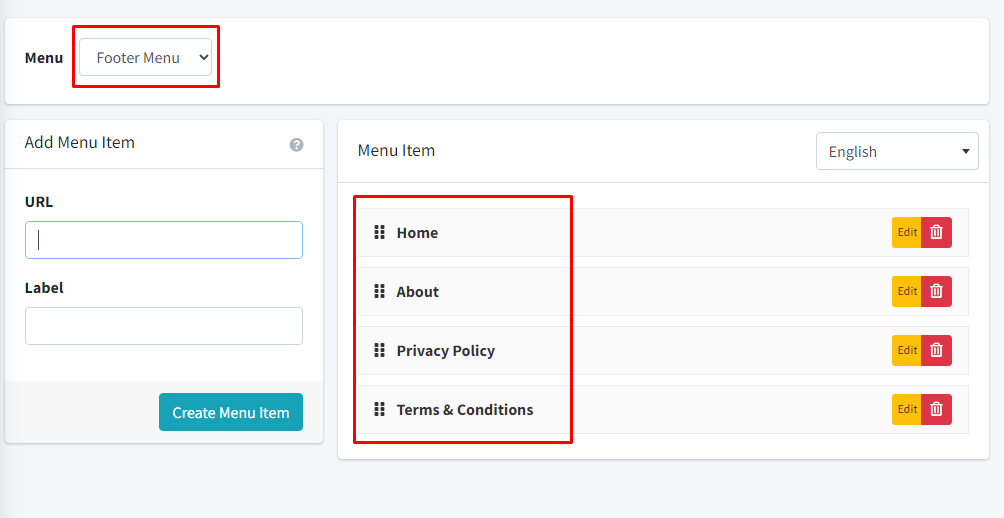 Menu Footer Menu
Add Menu Item
URL
Label
Create Menu Item
Menu Item English
Home Edit
About Edit
Privacy Policy Edit
Terms & Conditions Edit